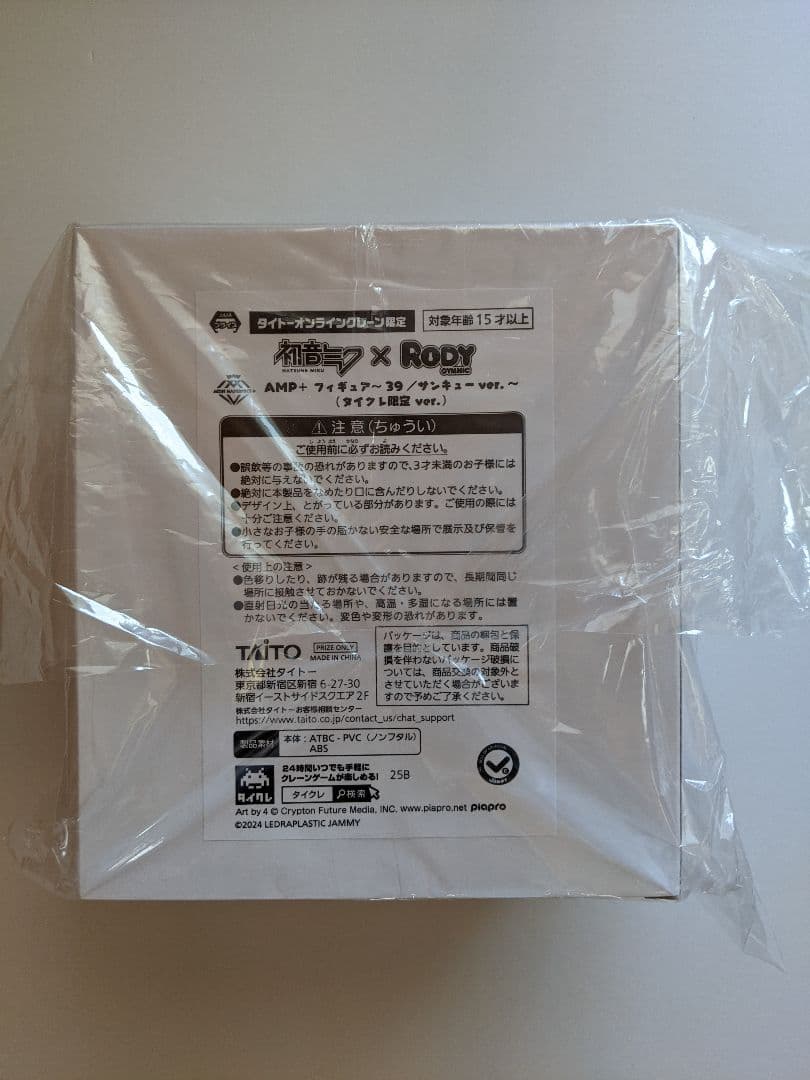 タイトーオンラインクレーン限定
対象年齢15才以上
初音ミク × RODY
HATSUNE MIKU
GYMNIC
AMP+ フィギュア~39/サンキューver.~
(タイクレ限定 ver.)
⚠注意(ちゅうい)
ご使用前に必ずお読みください。
●誤飲等の事故の恐れがありますので、3才未満のお子様には
絶対に与えないでください。
●絶対に本製品をなめたり口に含んだりしないでください。
●デザイン上、とがっている部分があります。ご使用の際には
十分ご注意ください。
●小さなお子様の手の届かない安全な場所で展示及び保管を
行ってください。
<使用上の注意>
●色移りしたり、跡が残る場合がありますので、長期間同じ
場所に接触させておかないでください。
●直射日光の当たる場所や、高温・多湿になる場所には置
かないでください。変色や変形の恐れがあります。
TAITO
PRIZE ONLY
MADE IN CHINA
株式会社タイトー
東京都新宿区新宿 6-27-30
新宿イーストサイドスクエア 2F
株式会社タイトーお客様相談センター
https://www.taito.co.jp/contact_us/chat_support
パッケージは、商品の梱包と保
護を目的としています。商品破
損を伴わないパッケージ破損に
ついては、商品交換の対象外と
させていただく場合がございま
すので予めご了承ください。
製品素材
本体:ATBC-PVC(ノンフタル)
ABS
タイクレ
24時間いつでも手軽に
クレーンゲームが楽しめる!
25B
タイクレ 検索
Art by 4 © Crypton Future Media, INC. www.piapro.net piapro
©2024 LEDRAPLASTIC JAMMY